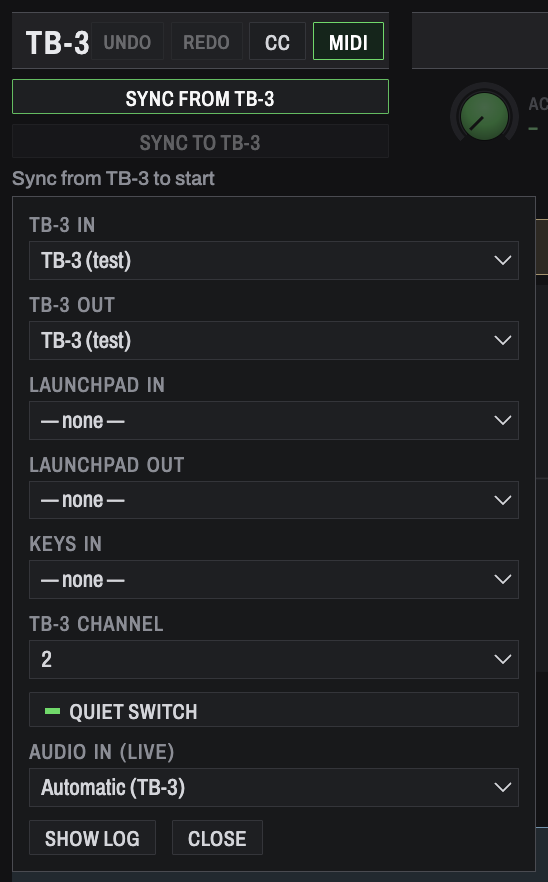 TB-3 UNDO REDO CC MIDI
SYNC FROM TB-3
AC
SYNC TO TB-3
Sync from TB-3 to start
TB-3 IN
TB-3 (test)
TB-3 OUT
TB-3 (test)
LAUNCHPAD IN
— none —
LAUNCHPAD OUT
— none —
KEYS IN
— none —
TB-3 CHANNEL
2
QUIET SWITCH
AUDIO IN (LIVE)
Automatic (TB-3)
SHOW LOG CLOSE